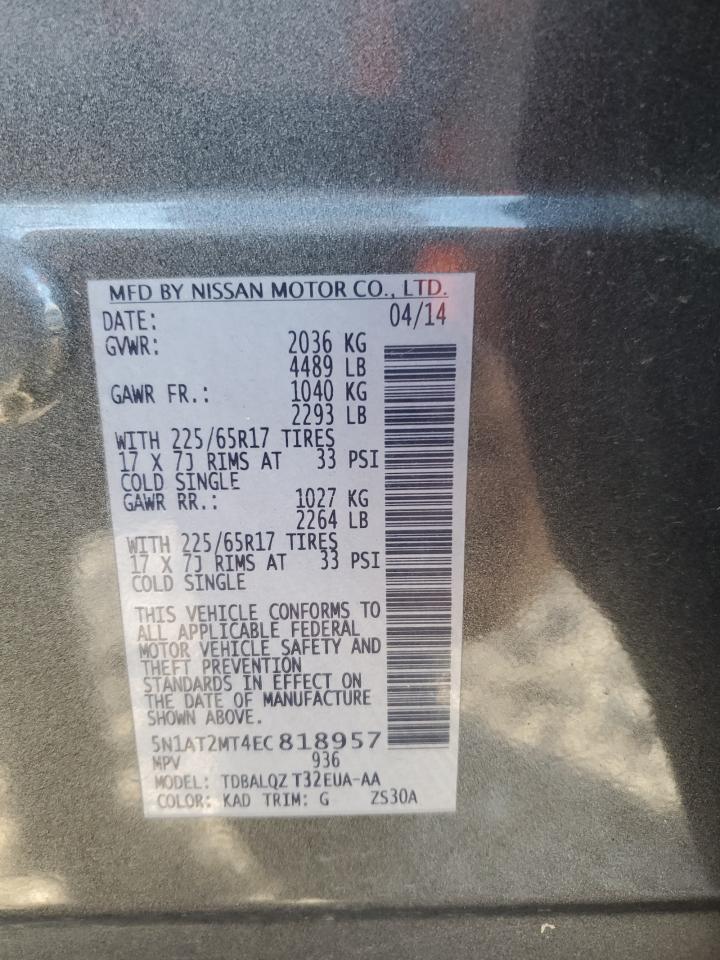 MFD BY NISSAN MOTOR CO., LTD.
DATE: 04/14
GVWR: 2036 KG
4489 LB
GAWR FR.: 1040 KG
2293 LB
WITH 225/65R17 TIRES
17 X 7J RIMS AT 33 PSI
COLD SINGLE
GAWR RR.: 1027 KG
2264 LB
WITH 225/65R17 TIRES
17 X 7J RIMS AT 33 PSI
COLD SINGLE
THIS VEHICLE CONFORMS TO
ALL APPLICABLE FEDERAL
MOTOR VEHICLE SAFETY AND
THEFT PREVENTION
STANDARDS IN EFFECT ON
THE DATE OF MANUFACTURE
SHOWN ABOVE.
5N1AT2MT4EC818957
MPV 936
MODEL: TDBALQZ T32EUA-AA
COLOR: KAD TRIM: G ZS30A